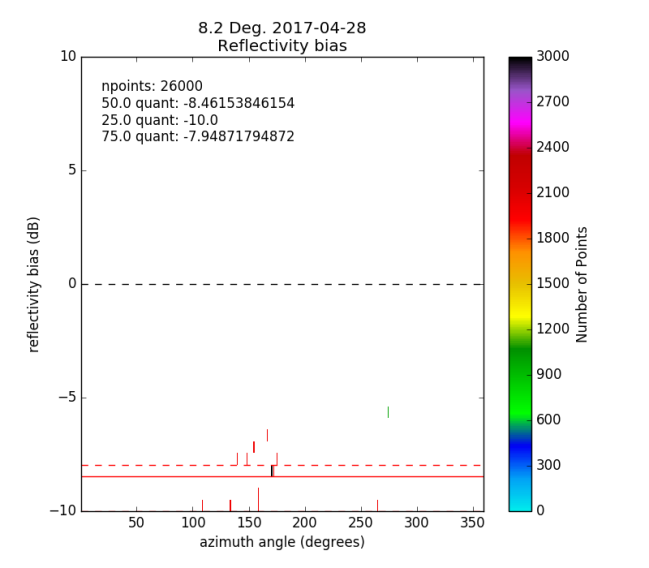 8.2 Deg. 2017-04-28
Reflectivity bias
npoints: 26000
50.0 quant: -8.46153846154
25.0 quant: -10.0
75.0 quant: -7.94871794872
10
5
0
−5
−10
50
100
150
200
250
300
350
azimuth angle (degrees)
reflectivity bias (dB)
3000
2700
2400
2100
1800
1500
1200
900
600
300
0
Number of Points